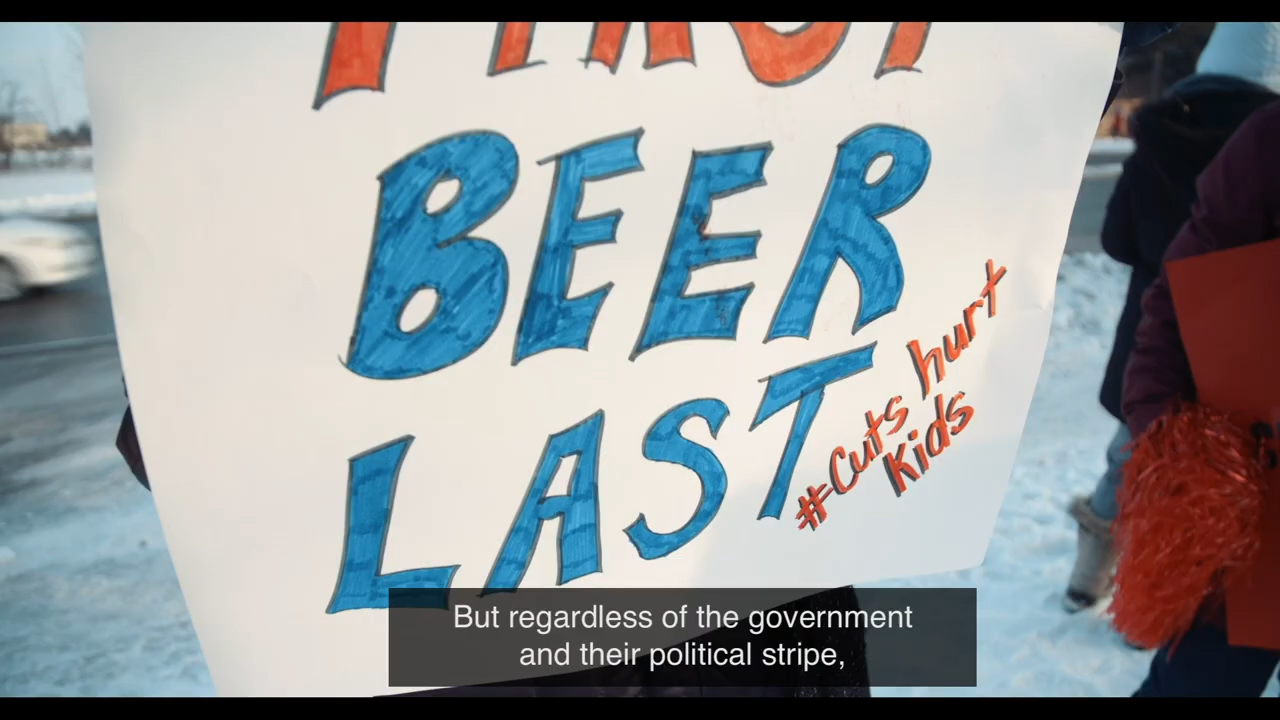 BEER
LAST
#Cuts hurt
Kids
But regardless of the government
and their political stripe,